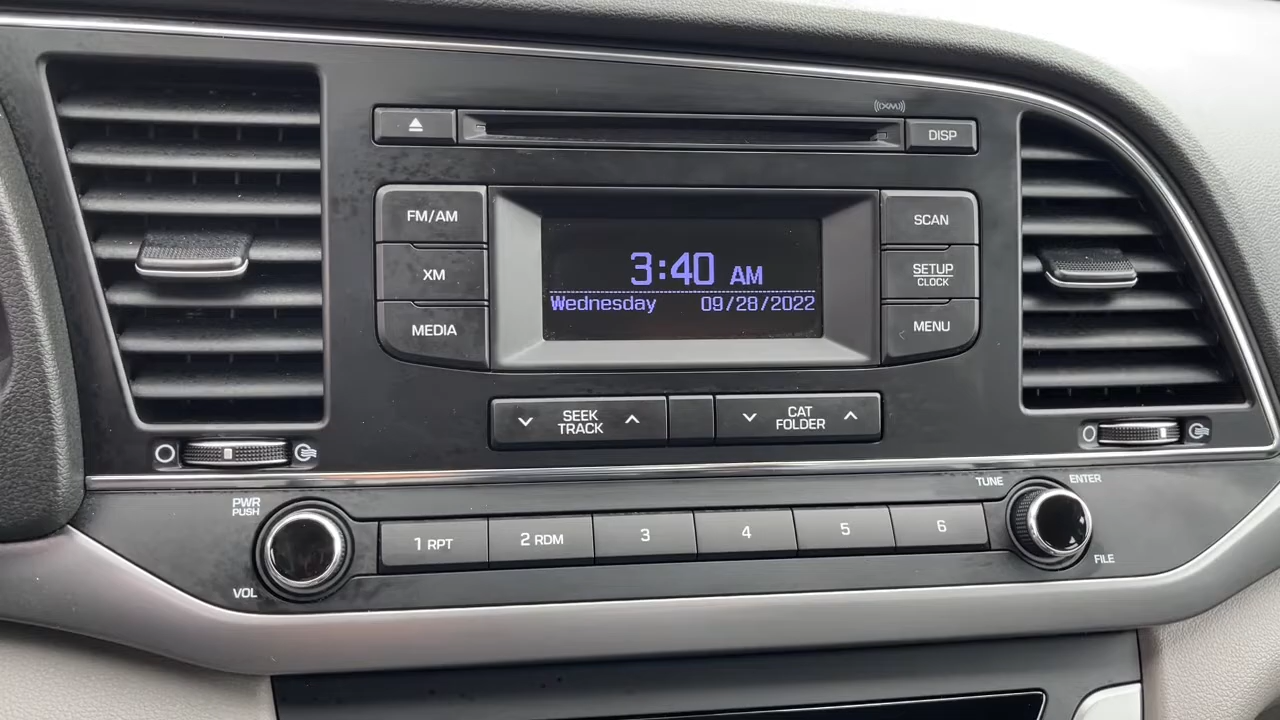 ((XM))
DISP
FM/AM
XM
MEDIA
3:40 AM
Wednesday 09/28/2022
SCAN
SETUP
CLOCK
MENU
SEEK
TRACK
CAT
FOLDER
PWR
PUSH
VOL
1 RPT
2 RDM
3
4
5
6
TUNE
ENTER
FILE